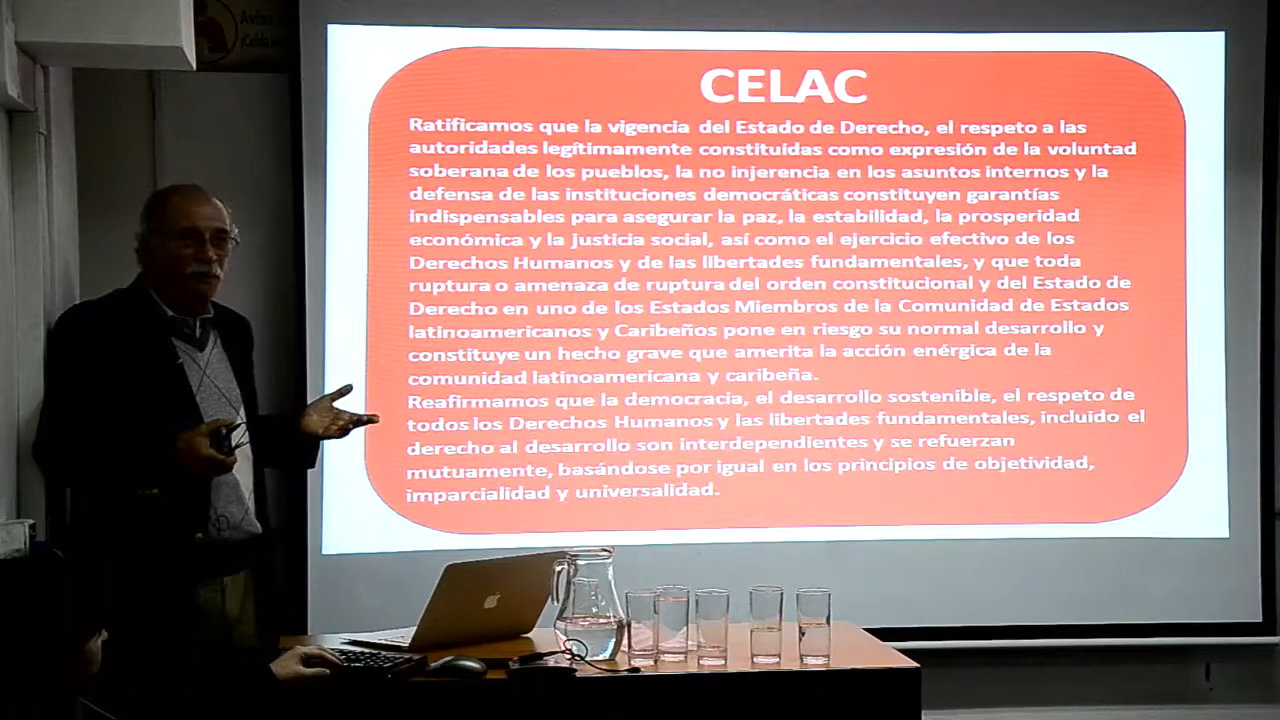 Aviso
CELAC
Ratificamos que la vigencia del Estado de Derecho, el respeto a las
autoridades legítimamente constituidas como expresión de la voluntad
soberana de los pueblos, la no injerencia en los asuntos internos y la
defensa de las instituciones democráticas constituyen garantías
indispensables para asegurar la paz, la estabilidad, la prosperidad
económica y la justicia social, así como el ejercicio efectivo de los
Derechos Humanos y de las libertades fundamentales, y que toda
ruptura o amenaza de ruptura del orden constitucional y del Estado de
Derecho en uno de los Estados Miembros de la Comunidad de Estados
latinoamericanos y Caribeños pone en riesgo su normal desarrollo y
constituye un hecho grave que amerita la acción enérgica de la
comunidad latinoamericana y caribeña.
Reafirmamos que la democracia, el desarrollo sostenible, el respeto de
todos los Derechos Humanos y las libertades fundamentales, incluido el
derecho al desarrollo son interdependientes y se refuerzan
mutuamente, basándose por igual en los principios de objetividad,
imparcialidad y universalidad.